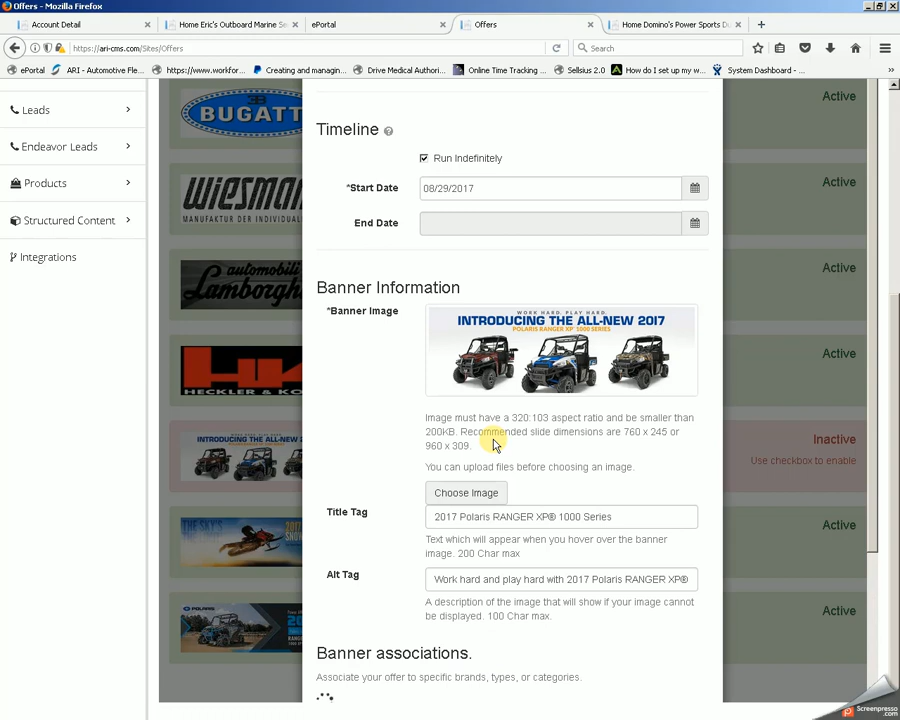 Offers - Mozilla Firefox
Account Detail
Home Eric's Outboard Marine Se
ePortal
Offers
Home Domino's Power Sports D
https://ari-cms.com/Sites/Offers
Search
ePortal
ARI - Automotive Fle...
https://www.workfor...
Creating and managin...
Drive Medical Authori...
Online Time Tracking ...
Sellsius 2.0
How do I set up my w...
System Dashboard - ...
Leads
Endeavor Leads
Products
Structured Content
Integrations
BUGATT
Active
WIESMAN
MANUFAKTUR DER INDIVIDUALIS
Active
automobili
Lamborgh
Active
HK
HECKLER & KO
Active
Inactive
Use checkbox to enable
THE SKY'S
Active
POLARIS
Active
Timeline
Run Indefinitely
*Start Date
08/29/2017
End Date
Banner Information
*Banner Image
WORK HARD. PLAY HARD.
INTRODUCING THE ALL-NEW 2017
POLARIS RANGER XP 1000 SERIES
Image must have a 320:103 aspect ratio and be smaller than
200KB. Recommended slide dimensions are 760 x 245 or
960 x 309.
You can upload files before choosing an image.
Choose Image
Title Tag
2017 Polaris RANGER XP® 1000 Series
Text which will appear when you hover over the banner
image. 200 Char max
Alt Tag
Work hard and play hard with 2017 Polaris RANGER XP®
A description of the image that will show if your image cannot
be displayed. 100 Char max.
Banner associations.
Associate your offer to specific brands, types, or categories.
Screenpresso
.com